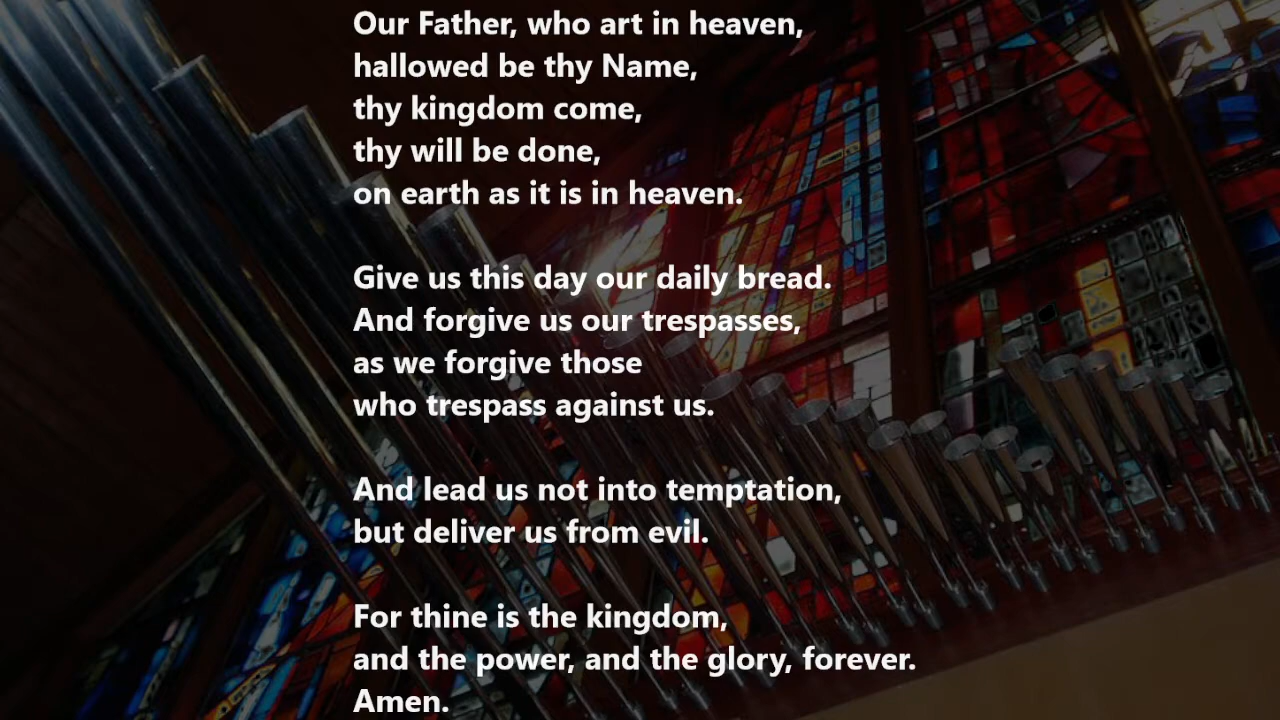 Our Father, who art in heaven,
hallowed be thy Name,
thy kingdom come,
thy will be done,
on earth as it is in heaven.
Give us this day our daily bread.
And forgive us our trespasses,
as we forgive those
who trespass against us.
And lead us not into temptation,
but deliver us from evil.
For thine is the kingdom,
and the power, and the glory, forever.
Amen.